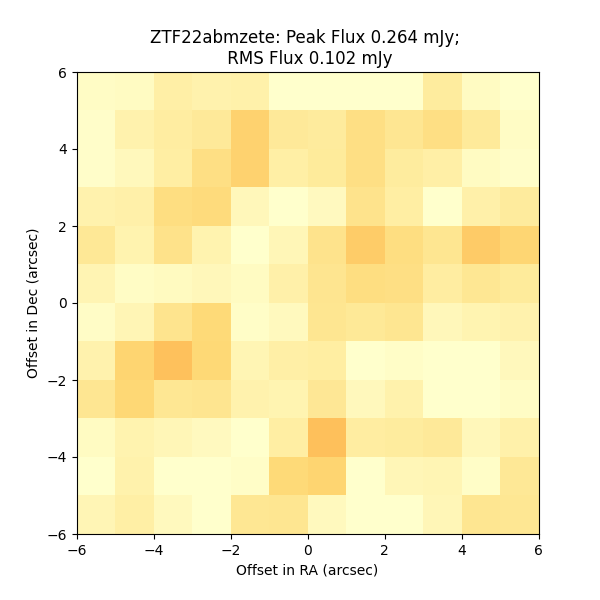 ZTF22abmzete: Peak Flux 0.264 mJy;
RMS Flux 0.102 mJy
6
4
2
0
−2
−4
−6
Offset in Dec (arcsec)
−6 −4 −2 0 2 4 6
Offset in RA (arcsec)